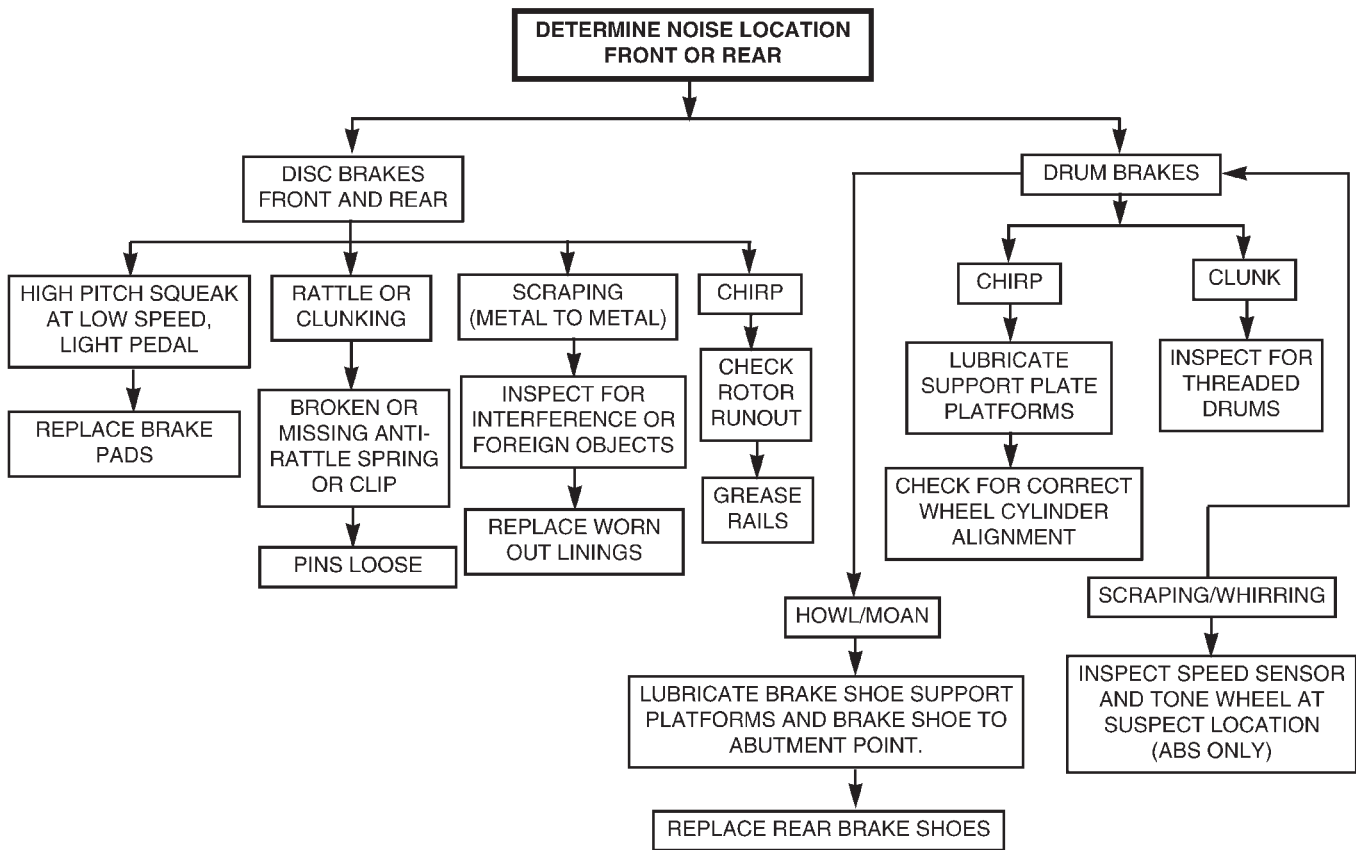 DETERMINE NOISE LOCATION
FRONT OR REAR
DISC BRAKES
FRONT AND REAR
HIGH PITCH SQUEAK
AT LOW SPEED,
LIGHT PEDAL
REPLACE BRAKE
PADS
RATTLE OR
CLUNKING
BROKEN OR
MISSING ANTI-
RATTLE SPRING
OR CLIP
PINS LOOSE
SCRAPING
(METAL TO METAL)
INSPECT FOR
INTERFERENCE OR
FOREIGN OBJECTS
REPLACE WORN
OUT LININGS
CHIRP
CHECK
ROTOR
RUNOUT
GREASE
RAILS
DRUM BRAKES
CHIRP
LUBRICATE
SUPPORT PLATE
PLATFORMS
CHECK FOR CORRECT
WHEEL CYLINDER
ALIGNMENT
CLUNK
INSPECT FOR
THREADED
DRUMS
HOWL/MOAN
LUBRICATE BRAKE SHOE SUPPORT
PLATFORMS AND BRAKE SHOE TO
ABUTMENT POINT.
REPLACE REAR BRAKE SHOES
SCRAPING/WHIRRING
INSPECT SPEED SENSOR
AND TONE WHEEL AT
SUSPECT LOCATION
(ABS ONLY)